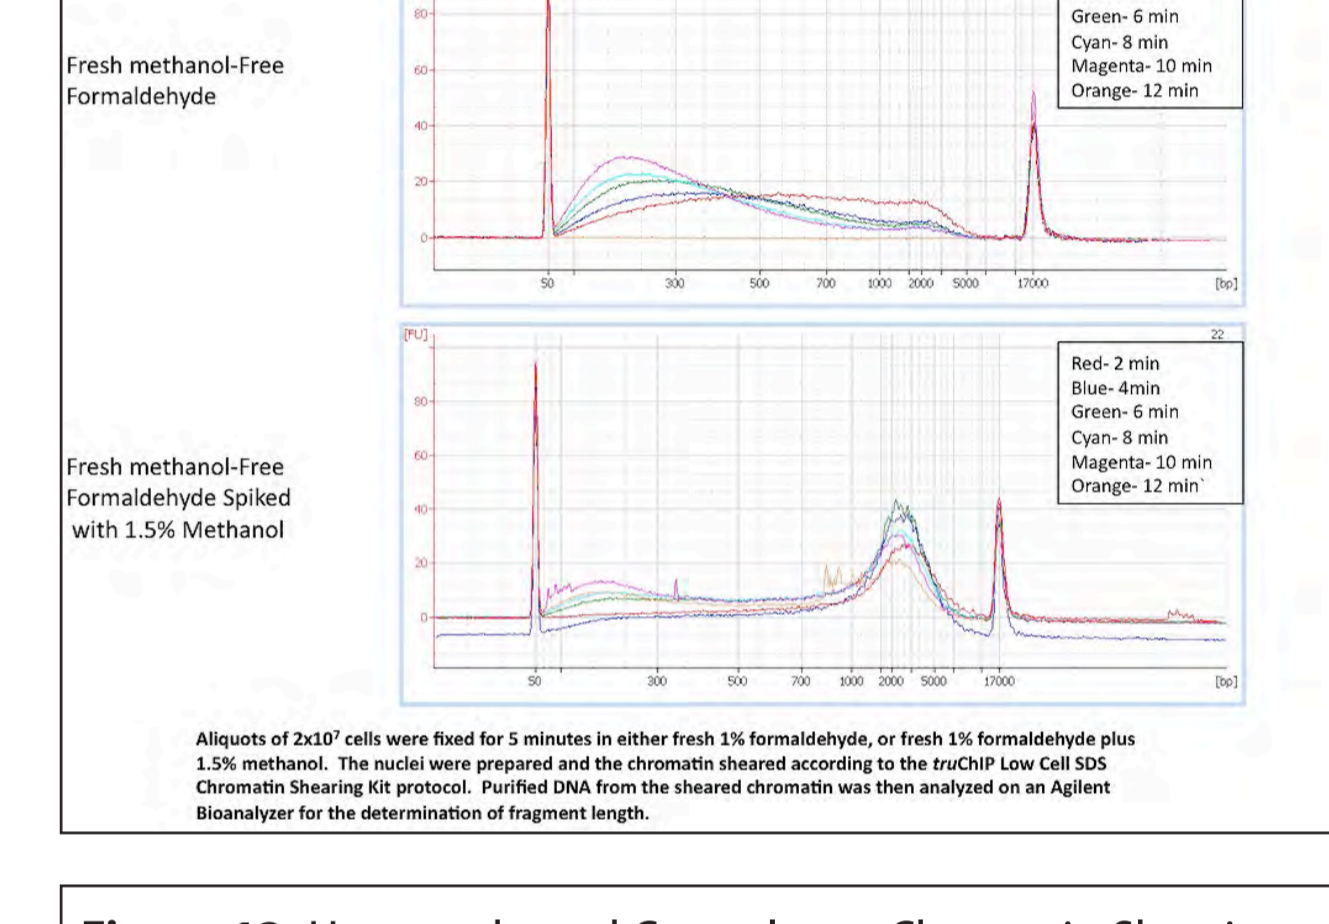 80
Green- 6 min
Cyan- 8 min
Magenta- 10 min
Orange- 12 min
Fresh methanol-Free
Formaldehyde
60
40
20
0
50 300 500 700 1000 2000 5000 17000 [bp]
[FU] 22
Red- 2 min
Blue- 4min
Green- 6 min
Cyan- 8 min
Magenta- 10 min
Orange- 12 min`
80
60
40
20
0
Fresh methanol-Free
Formaldehyde Spiked
with 1.5% Methanol
50 300 500 700 1000 2000 5000 17000 [bp]
Aliquots of 2x10⁷ cells were fixed for 5 minutes in either fresh 1% formaldehyde, or fresh 1% formaldehyde plus
1.5% methanol. The nuclei were prepared and the chromatin sheared according to the truChIP Low Cell SDS
Chromatin Shearing Kit protocol. Purified DNA from the sheared chromatin was then analyzed on an Agilent
Bioanalyzer for the determination of fragment length.